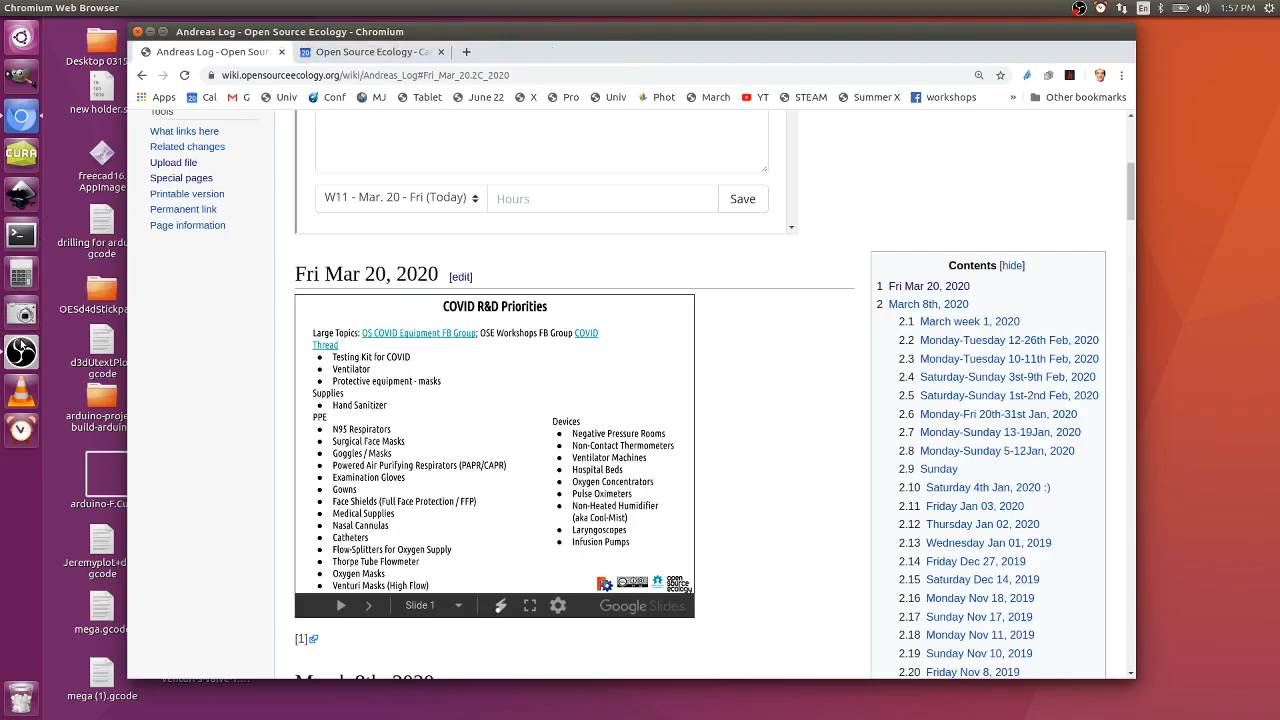 Chromium Web Browser
En
1:57 PM
Andreas Log - Open Source Ecology - Chromium
Andreas Log - Open Sour
Open Source Ecology - Ca
wiki.opensourceecology.org/wiki/Andreas_Log#Fri_Mar_20.2C_2020
Apps
20 Cal
M G
Univ
Conf
MJ
Tablet
June 22
X
Pro
Univ
Phot
March
YT
STEAM
Summer X
workshops
»
Other bookmarks
Desktop 0315
new holder.s
freecad16.
AppImage
drilling for ardu
gcode
OESd4dStickpa
d3dUtextPlo
gcode
arduino-proje
build-arduin
arduino-F.Cu
Jeremyplot+d
gcode
mega.gcode
mega (1).gcode
CURA
Tools
What links here
Related changes
Upload file
Special pages
Printable version
Permanent link
Page information
W11 - Mar. 20 - Fri (Today)
Hours
Save
Fri Mar 20, 2020 [edit]
COVID R&D Priorities
Large Topics: OS COVID Equipment FB Group; OSE Workshops FB Group COVID
Thread
● Testing Kit for COVID
● Ventilator
● Protective equipment - masks
Supplies
● Hand Sanitizer
PPE
● N95 Respirators
● Surgical Face Masks
● Goggles / Masks
● Powered Air Purifying Respirators (PAPR/CAPR)
● Examination Gloves
● Gowns
● Face Shields (Full Face Protection / FFP)
● Medical Supplies
● Nasal Cannulas
● Catheters
● Flow-Splitters for Oxygen Supply
● Thorpe Tube Flowmeter
● Oxygen Masks
● Venturi Masks (High Flow)
Devices
● Negative Pressure Rooms
● Non-Contact Thermometers
● Ventilator Machines
● Hospital Beds
● Oxygen Concentrators
● Pulse Oximeters
● Non-Heated Humidifier
(aka Cool-Mist)
● Laryngoscopes
● Infusion Pumps
open
source
ecology
Slide 1
Google Slides
[1]
March 8th, 2020
Contents [hide]
1 Fri Mar 20, 2020
2 March 8th, 2020
2.1 March week 1, 2020
2.2 Monday-Tuesday 12-26th Feb, 2020
2.3 Monday-Tuesday 10-11th Feb, 2020
2.4 Saturday-Sunday 3st-9th Feb, 2020
2.5 Saturday-Sunday 1st-2nd Feb, 2020
2.6 Monday-Fri 20th-31st Jan, 2020
2.7 Monday-Sunday 13-19Jan, 2020
2.8 Monday-Sunday 5-12Jan, 2020
2.9 Sunday
2.10 Saturday 4th Jan, 2020 :)
2.11 Friday Jan 03, 2020
2.12 Thursday Jan 02, 2020
2.13 Wednesday Jan 01, 2019
2.14 Friday Dec 27, 2019
2.15 Saturday Dec 14, 2019
2.16 Monday Nov 18, 2019
2.17 Sunday Nov 17, 2019
2.18 Monday Nov 11, 2019
2.19 Sunday Nov 10, 2019
2.20 Friday Nov 8, 2019